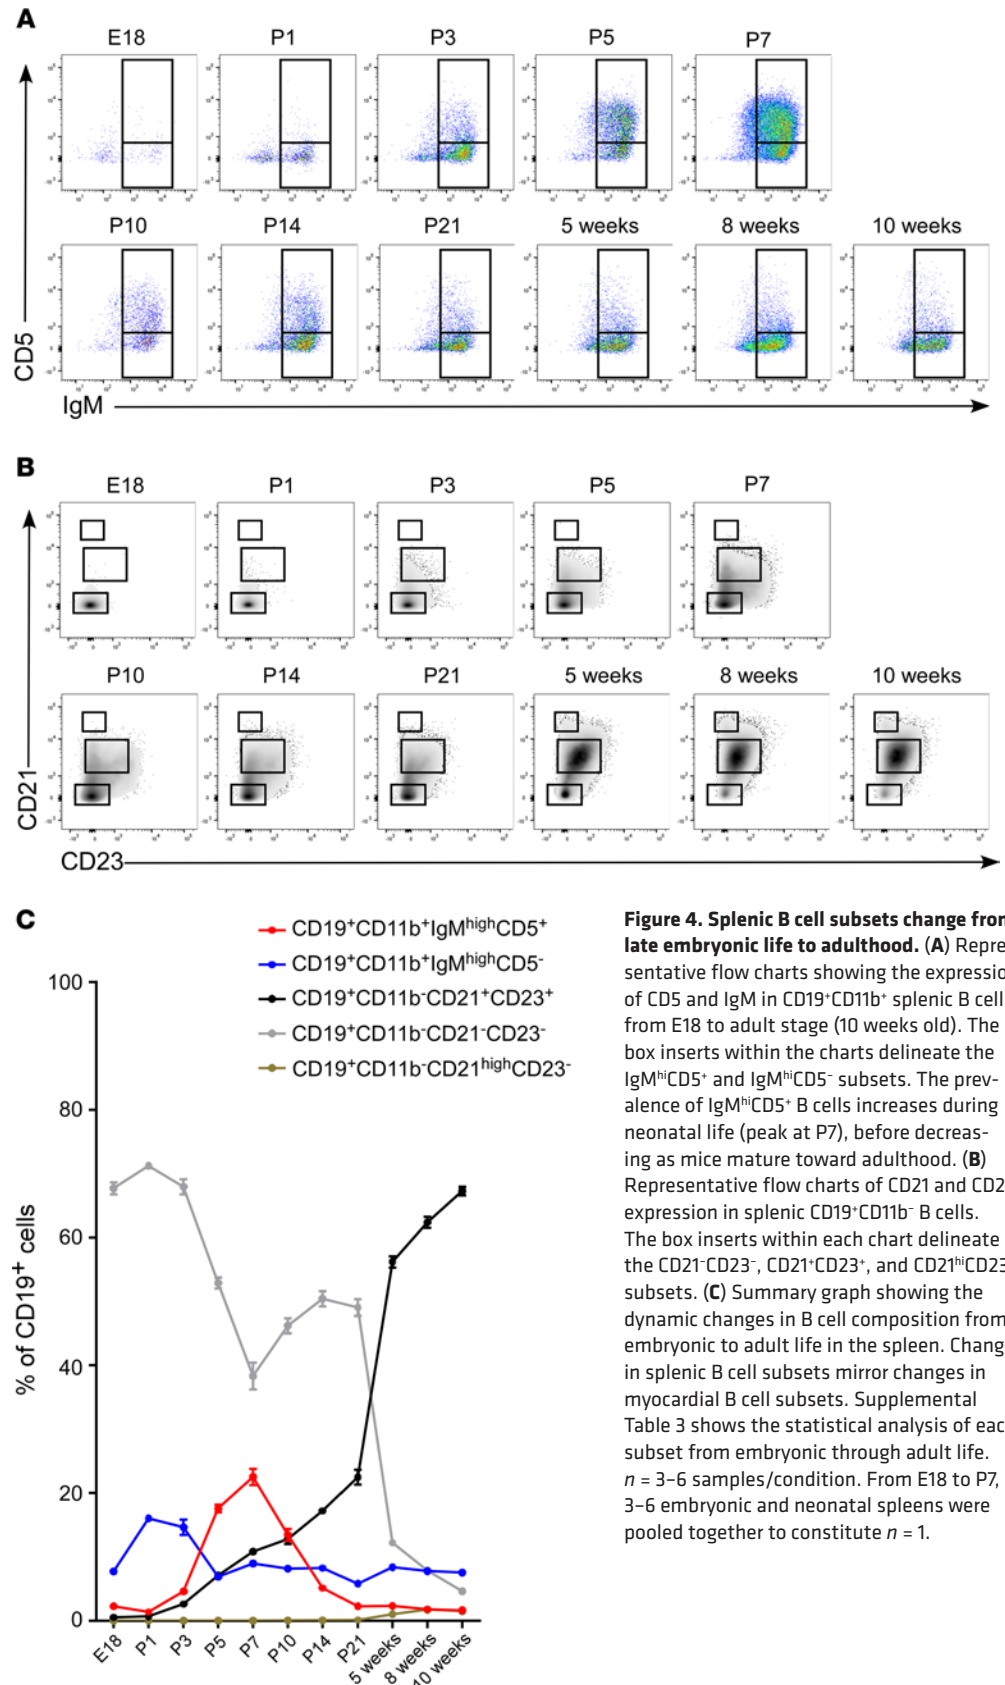 A
E18 P1 P3 P5 P7
P10 P14 P21 5 weeks 8 weeks 10 weeks
CD5
IgM
B
E18 P1 P3 P5 P7
P10 P14 P21 5 weeks 8 weeks 10 weeks
CD21
CD23
C
CD19⁺CD11b⁺IgMʰⁱᵍʰCD5⁺
CD19⁺CD11b⁺IgMʰⁱᵍʰCD5⁻
CD19⁺CD11b⁻CD21⁺CD23⁺
CD19⁺CD11b⁻CD21⁻CD23⁻
CD19⁺CD11b⁻CD21ʰⁱᵍʰCD23⁻
% of CD19⁺ cells
100
80
60
40
20
0
E18 P1 P3 P5 P7 P10 P14 P21 5 weeks 8 weeks 10 weeks
Figure 4. Splenic B cell subsets change from
late embryonic life to adulthood. (A) Repre
sentative flow charts showing the expressio
of CD5 and IgM in CD19⁺CD11b⁺ splenic B cell
from E18 to adult stage (10 weeks old). The
box inserts within the charts delineate the
IgMʰⁱCD5⁺ and IgMʰⁱCD5⁻ subsets. The prev-
alence of IgMʰⁱCD5⁺ B cells increases during
neonatal life (peak at P7), before decreas-
ing as mice mature toward adulthood. (B)
Representative flow charts of CD21 and CD2
expression in splenic CD19⁺CD11b⁻ B cells.
The box inserts within each chart delineate
the CD21⁻CD23⁻, CD21⁺CD23⁺, and CD21ʰⁱCD23
subsets. (C) Summary graph showing the
dynamic changes in B cell composition from
embryonic to adult life in the spleen. Chang
in splenic B cell subsets mirror changes in
myocardial B cell subsets. Supplemental
Table 3 shows the statistical analysis of eac
subset from embryonic through adult life.
n = 3–6 samples/condition. From E18 to P7,
3–6 embryonic and neonatal spleens were
pooled together to constitute n = 1.